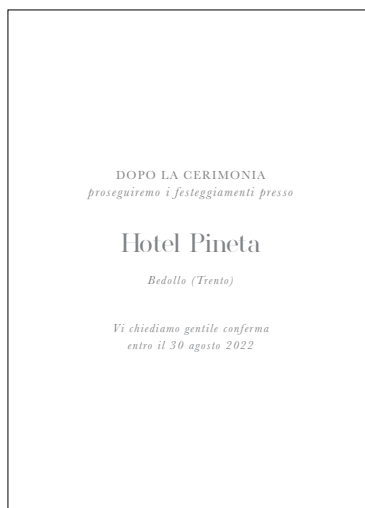 DOPO LA CERIMONIA
proseguiremo i festeggiamenti presso
Hotel Pineta
Bedollo (Trento)
Vi chiediamo gentile conferma
entro il 30 agosto 2022